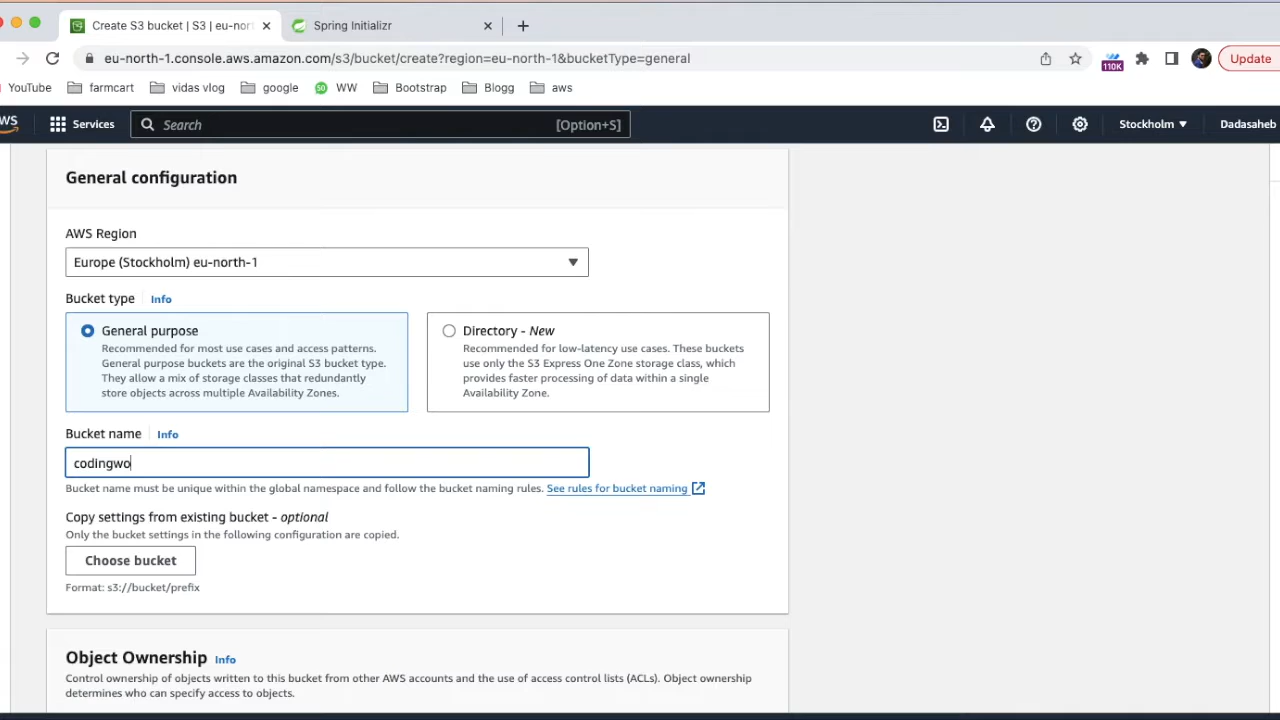 Create S3 bucket | S3 | eu-nor
Spring Initializr
eu-north-1.console.aws.amazon.com/s3/bucket/create?region=eu-north-1&bucketType=general
110K
Update
YouTube
farmcart
vidas vlog
google
WW
Bootstrap
Blogg
aws
Services
Search
[Option+S]
Stockholm
Dadasaheb
General configuration
AWS Region
Europe (Stockholm) eu-north-1
Bucket type Info
General purpose
Recommended for most use cases and access patterns.
General purpose buckets are the original S3 bucket type.
They allow a mix of storage classes that redundantly
store objects across multiple Availability Zones.
Directory - New
Recommended for low-latency use cases. These buckets
use only the S3 Express One Zone storage class, which
provides faster processing of data within a single
Availability Zone.
Bucket name Info
codingwo
Bucket name must be unique within the global namespace and follow the bucket naming rules. See rules for bucket naming
Copy settings from existing bucket - optional
Only the bucket settings in the following configuration are copied.
Choose bucket
Format: s3://bucket/prefix
Object Ownership Info
Control ownership of objects written to this bucket from other AWS accounts and the use of access control lists (ACLs). Object ownership
determines who can specify access to objects.